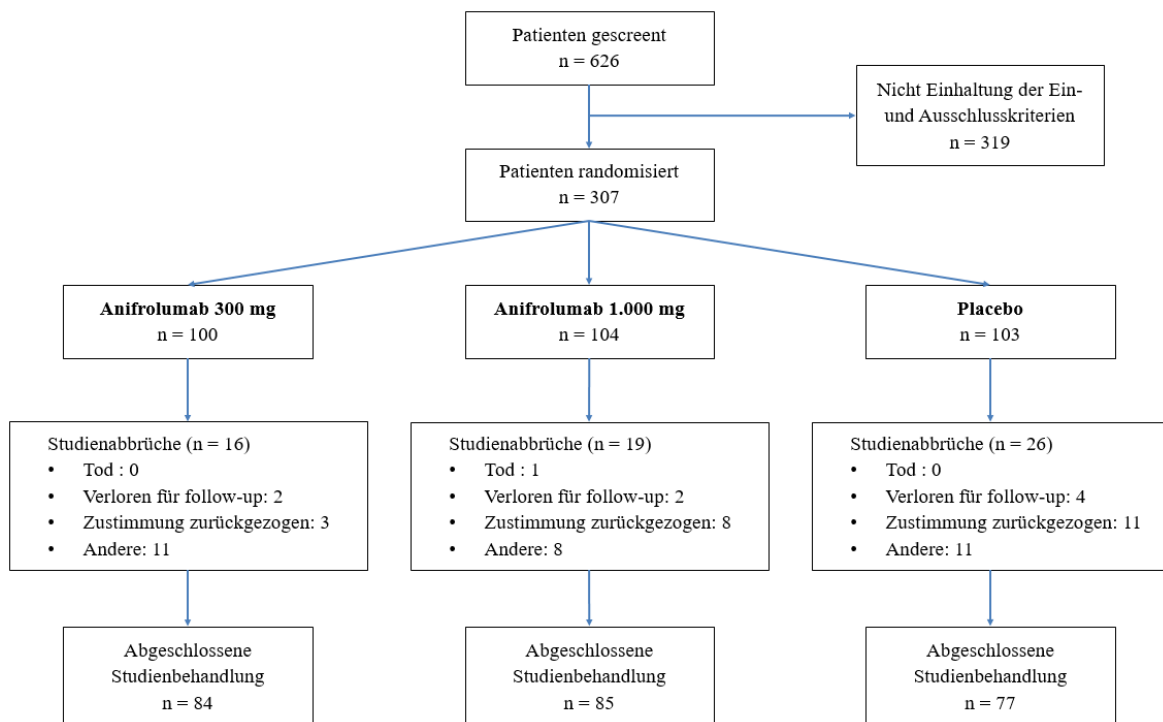 Patienten gescreent
n = 626
Nicht Einhaltung der Ein-
und Ausschlusskriterien
n = 319
Patienten randomisiert
n = 307
Anifrolumab 300 mg
n = 100
Anifrolumab 1.000 mg
n = 104
Placebo
n = 103
Studienabbrüche (n = 16)
• Tod : 0
• Verloren für follow-up: 2
• Zustimmung zurückgezogen: 3
• Andere: 11
Studienabbrüche (n = 19)
• Tod : 1
• Verloren für follow-up: 2
• Zustimmung zurückgezogen: 8
• Andere: 8
Studienabbrüche (n = 26)
• Tod : 0
• Verloren für follow-up: 4
• Zustimmung zurückgezogen: 11
• Andere: 11
Abgeschlossene
Studienbehandlung
n = 84
Abgeschlossene
Studienbehandlung
n = 85
Abgeschlossene
Studienbehandlung
n = 77